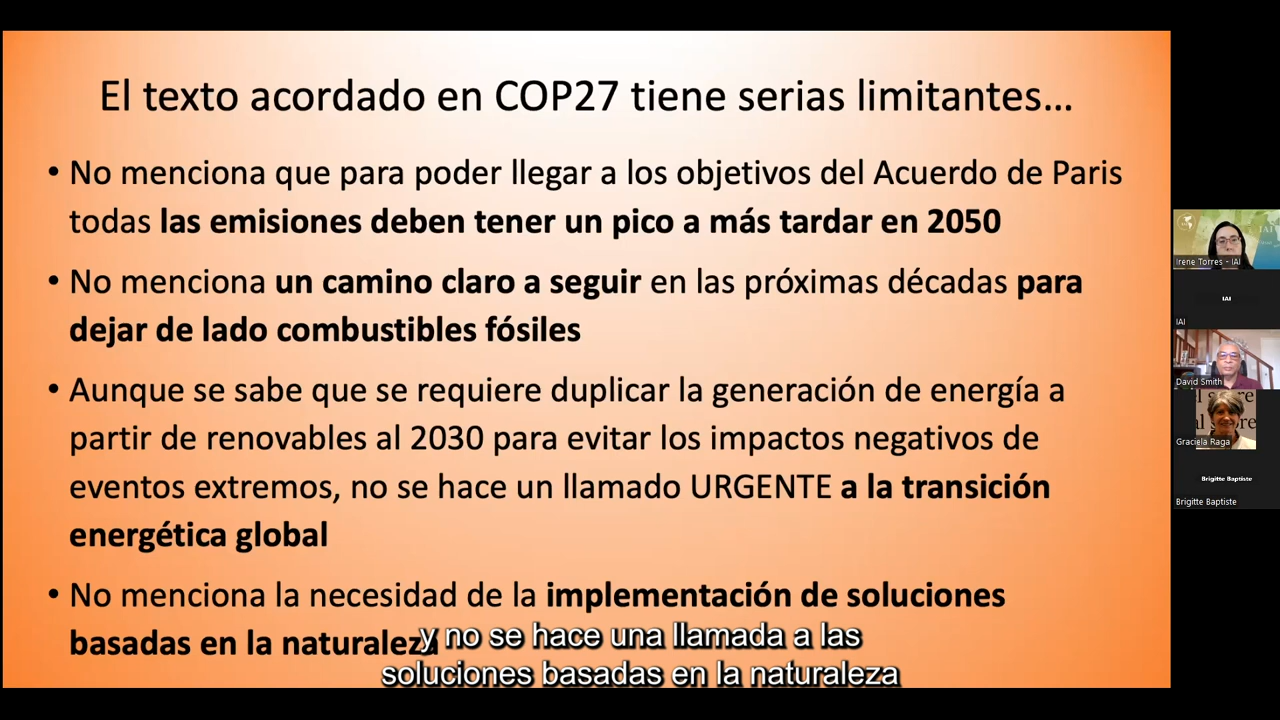 El texto acordado en COP27 tiene serias limitantes...
• No menciona que para poder llegar a los objetivos del Acuerdo de Paris
todas las emisiones deben tener un pico a más tardar en 2050
• No menciona un camino claro a seguir en las próximas décadas para
dejar de lado combustibles fósiles
• Aunque se sabe que se requiere duplicar la generación de energía a
partir de renovables al 2030 para evitar los impactos negativos de
eventos extremos, no se hace un llamado URGENTE a la transición
energética global
• No menciona la necesidad de la implementación de soluciones
basadas en la naturaleza
y no se hace una llamada a las
soluciones basadas en la naturaleza
IAI
Irene Torres - IAI
IAI
IAI
David Smith
Graciela Raga
Brigitte Baptiste
Brigitte Baptiste